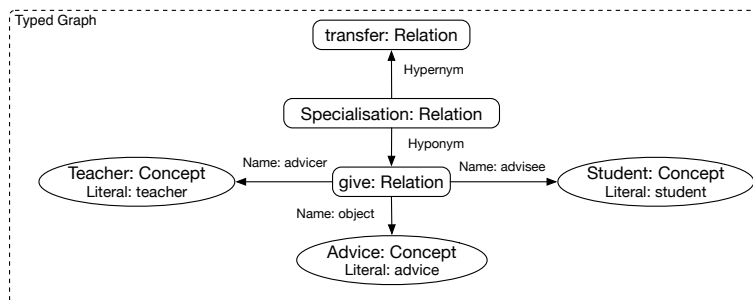 Typed Graph
transfer: Relation
Hypernym
Specialisation: Relation
Hyponym
Teacher: Concept
Literal: teacher
Name: advicer
give: Relation
Name: advisee
Student: Concept
Literal: student
Name: object
Advice: Concept
Literal: advice